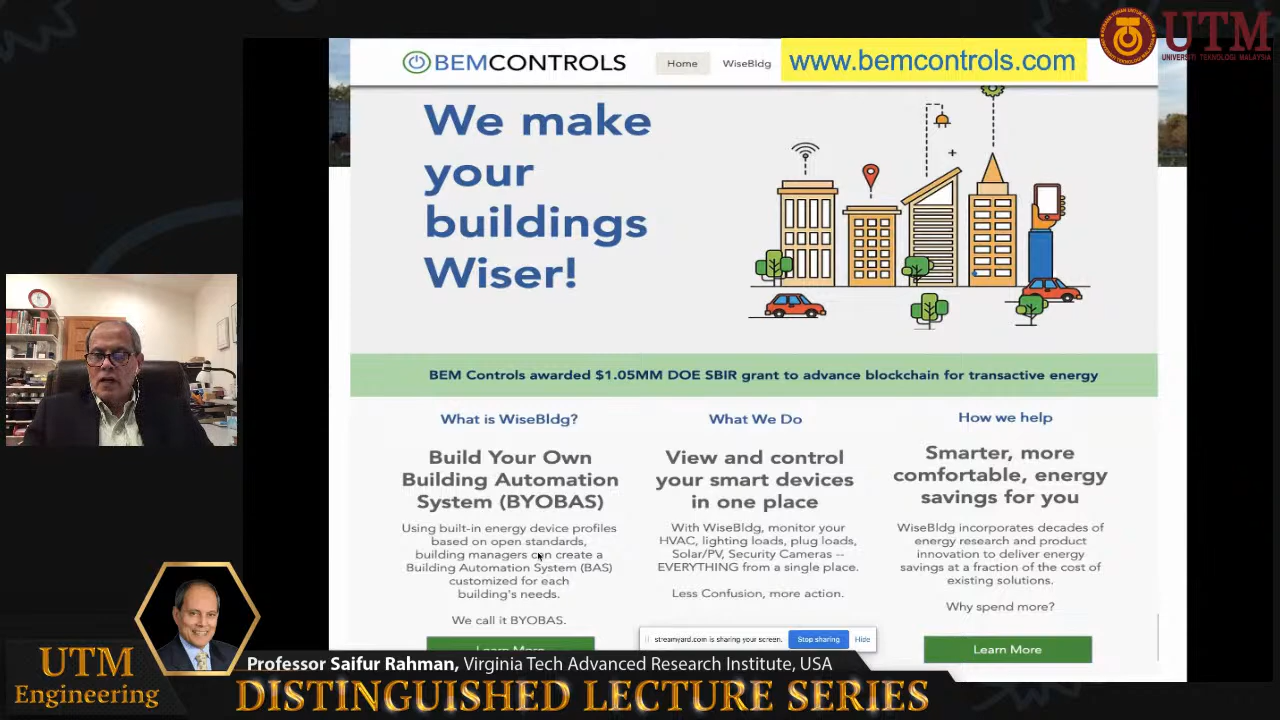 BEMCONTROLS
Home
WiseBldg
www.bemcontrols.com
UTM
UNIVERSITI TEKNOLOGI MALAYSIA
We make
your
buildings
Wiser!
BEM Controls awarded $1.05MM DOE SBIR grant to advance blockchain for transactive energy
What is WiseBldg?
Build Your Own
Building Automation
System (BYOBAS)
Using built-in energy device profiles
based on open standards,
building managers can create a
Building Automation System (BAS)
customized for each
building's needs.
We call it BYOBAS.
Learn More
What We Do
View and control
your smart devices
in one place
With WiseBldg, monitor your
HVAC, lighting loads, plug loads,
Solar/PV, Security Cameras --
EVERYTHING from a single place.
Less Confusion, more action.
How we help
Smarter, more
comfortable, energy
savings for you
WiseBldg incorporates decades of
energy research and product
innovation to deliver energy
savings at a fraction of the cost of
existing solutions.
Why spend more?
Learn More
streamyard.com is sharing your screen.
Stop sharing
Hide
UTM
Engineering
Professor Saifur Rahman, Virginia Tech Advanced Research Institute, USA
DISTINGUISHED LECTURE SERIES